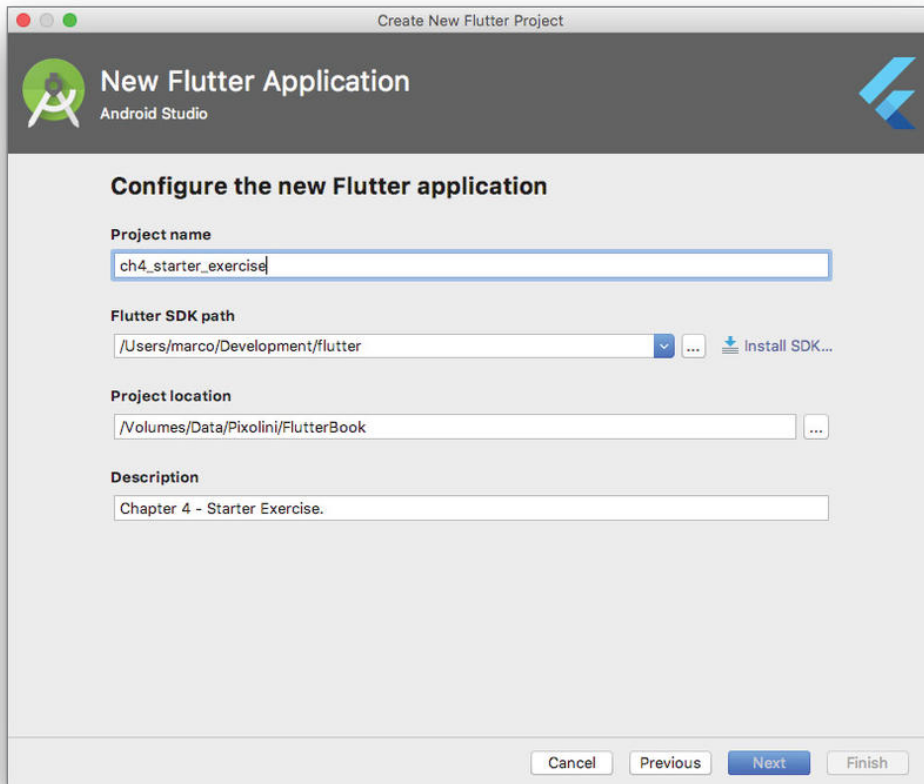 Create New Flutter Project
New Flutter Application
Android Studio
Configure the new Flutter application
Project name
ch4_starter_exercise
Flutter SDK path
/Users/marco/Development/flutter
... Install SDK...
Project location
/Volumes/Data/Pixolini/FlutterBook
...
Description
Chapter 4 - Starter Exercise.
Cancel Previous Next Finish